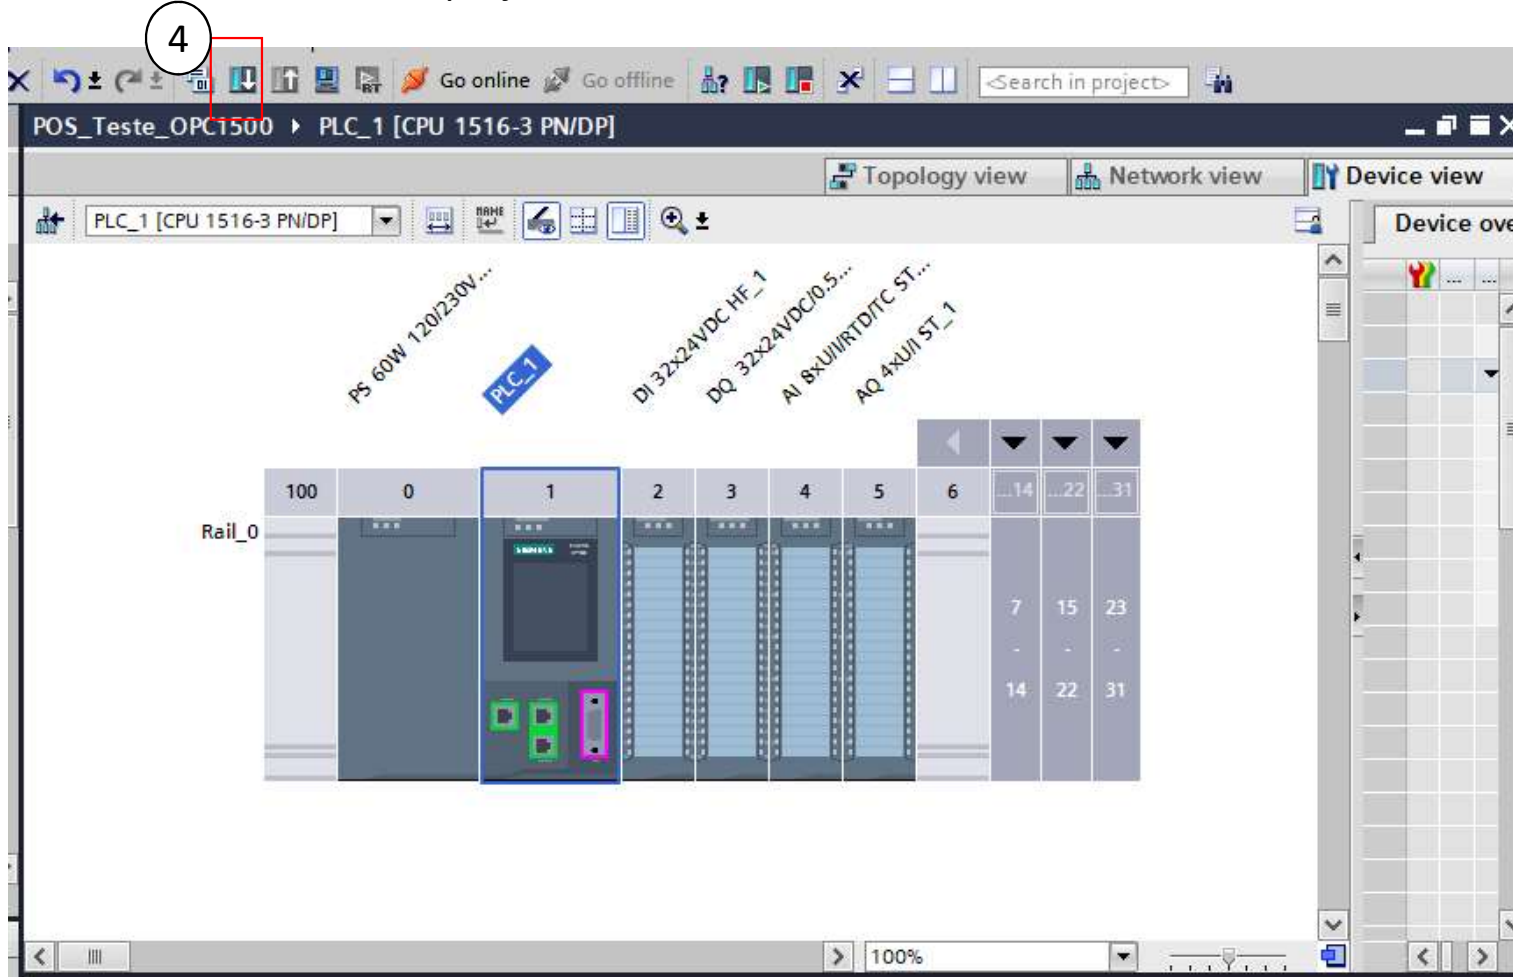 4
Go online Go offline <Search in project>
POS_Teste_OPC1500 PLC_1 [CPU 1516-3 PN/DP]
Topology view Network view Device view
PLC_1 [CPU 1516-3 PN/DP] Device ove
PS 60W 120/230V...
PLC_1
DI 32x24VDC HF_1
DQ 32x24VDC/0.5...
AI 8xU/I/RTD/TC ST...
AQ 4xU/I ST_1
100 0 1 2 3 4 5 6 ...14 ...22 ...31
Rail_0
SIEMENS
7 15 23
- - -
14 22 31
100%